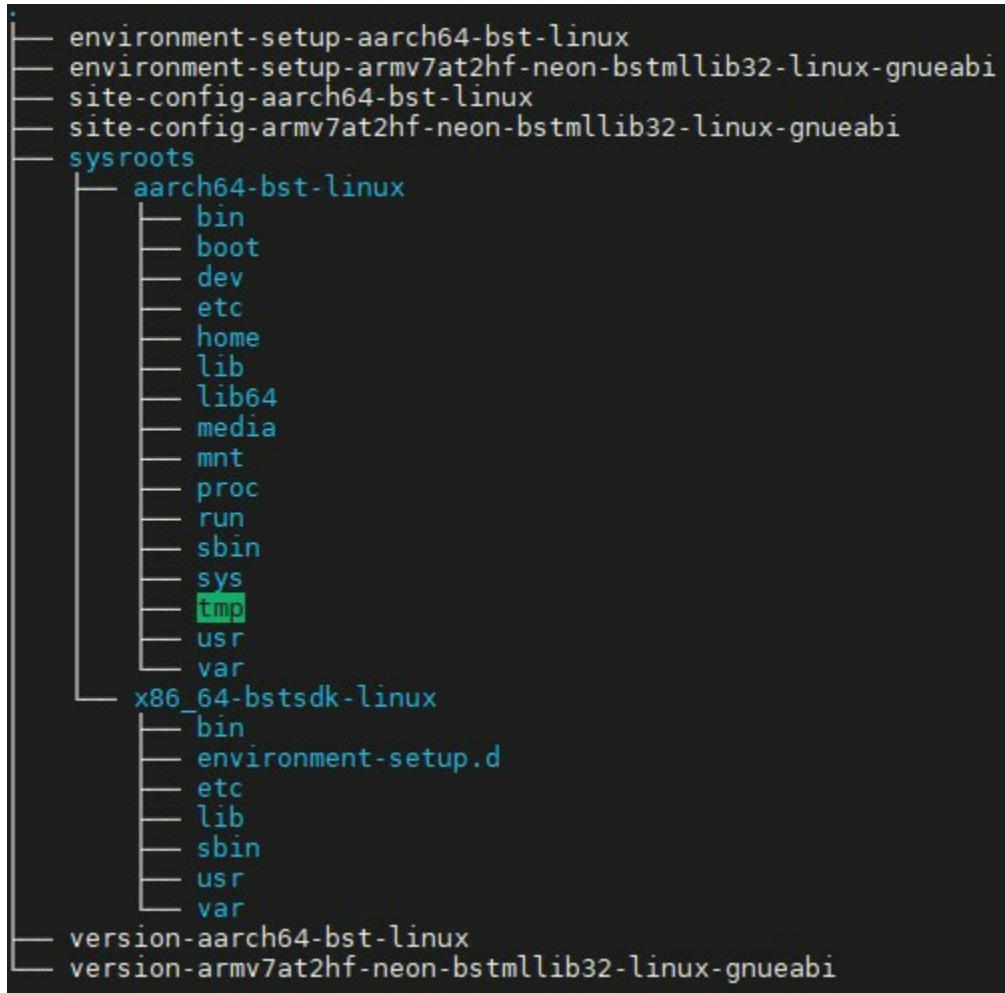 .
├── environment-setup-aarch64-bst-linux
├── environment-setup-armv7at2hf-neon-bstmllib32-linux-gnueabi
├── site-config-aarch64-bst-linux
├── site-config-armv7at2hf-neon-bstmllib32-linux-gnueabi
├── sysroots
│   ├── aarch64-bst-linux
│   │   ├── bin
│   │   ├── boot
│   │   ├── dev
│   │   ├── etc
│   │   ├── home
│   │   ├── lib
│   │   ├── lib64
│   │   ├── media
│   │   ├── mnt
│   │   ├── proc
│   │   ├── run
│   │   ├── sbin
│   │   ├── sys
│   │   ├── tmp
│   │   ├── usr
│   │   └── var
│   └── x86_64-bstsdk-linux
│       ├── bin
│       ├── environment-setup.d
│       ├── etc
│       ├── lib
│       ├── sbin
│       ├── usr
│       └── var
├── version-aarch64-bst-linux
└── version-armv7at2hf-neon-bstmllib32-linux-gnueabi